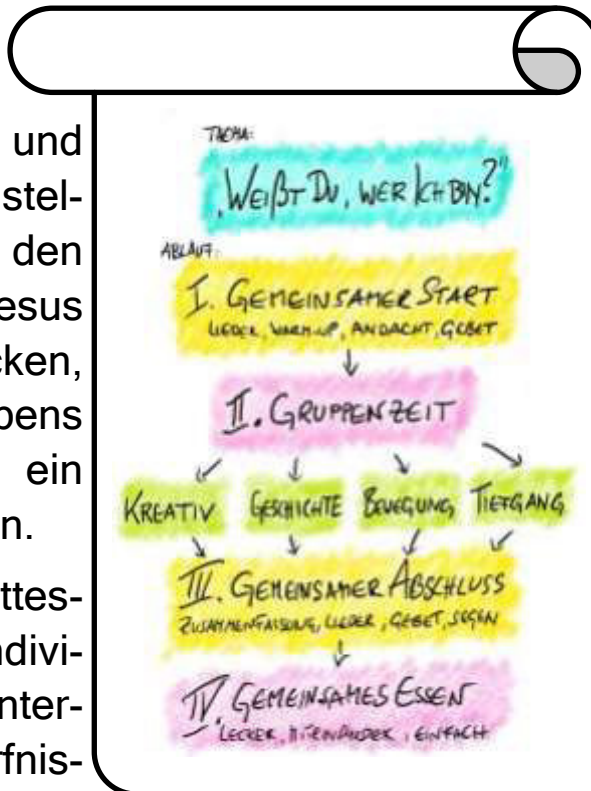 und
stel-
den
esus
cken,
bens
ein
n.
ttes-
ndivi-
nter-
rfnis-
THEMA:
„WEIßT DU, WER ICH BIN?"
ABLAUF:
I. GEMEINSAMER START
LIEDER, WARM-UP, ANDACHT, GEBET
II. GRUPPENZEIT
KREATIV GESCHICHTE BEWEGUNG TIEFGANG
III. GEMEINSAMER ABSCHLUSS
ZUSAMMENFASSUNG, LIEDER, GEBET, SEGEN
IV. GEMEINSAMES ESSEN
LECKER, MITEINANDER, EINFACH